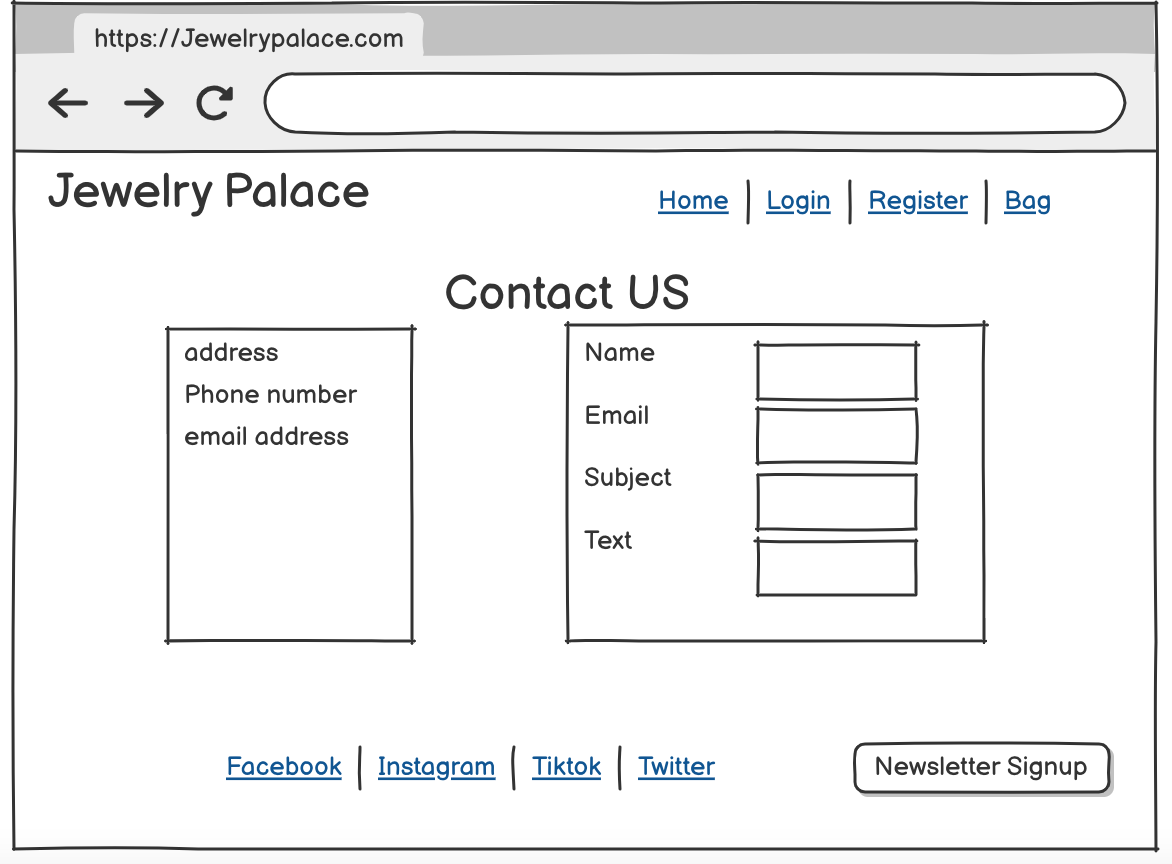 https://Jewelrypalace.com
Jewelry Palace
Home Login Register Bag
Contact US
address
Phone number
email address
Name
Email
Subject
Text
Facebook Instagram Tiktok Twitter
Newsletter Signup